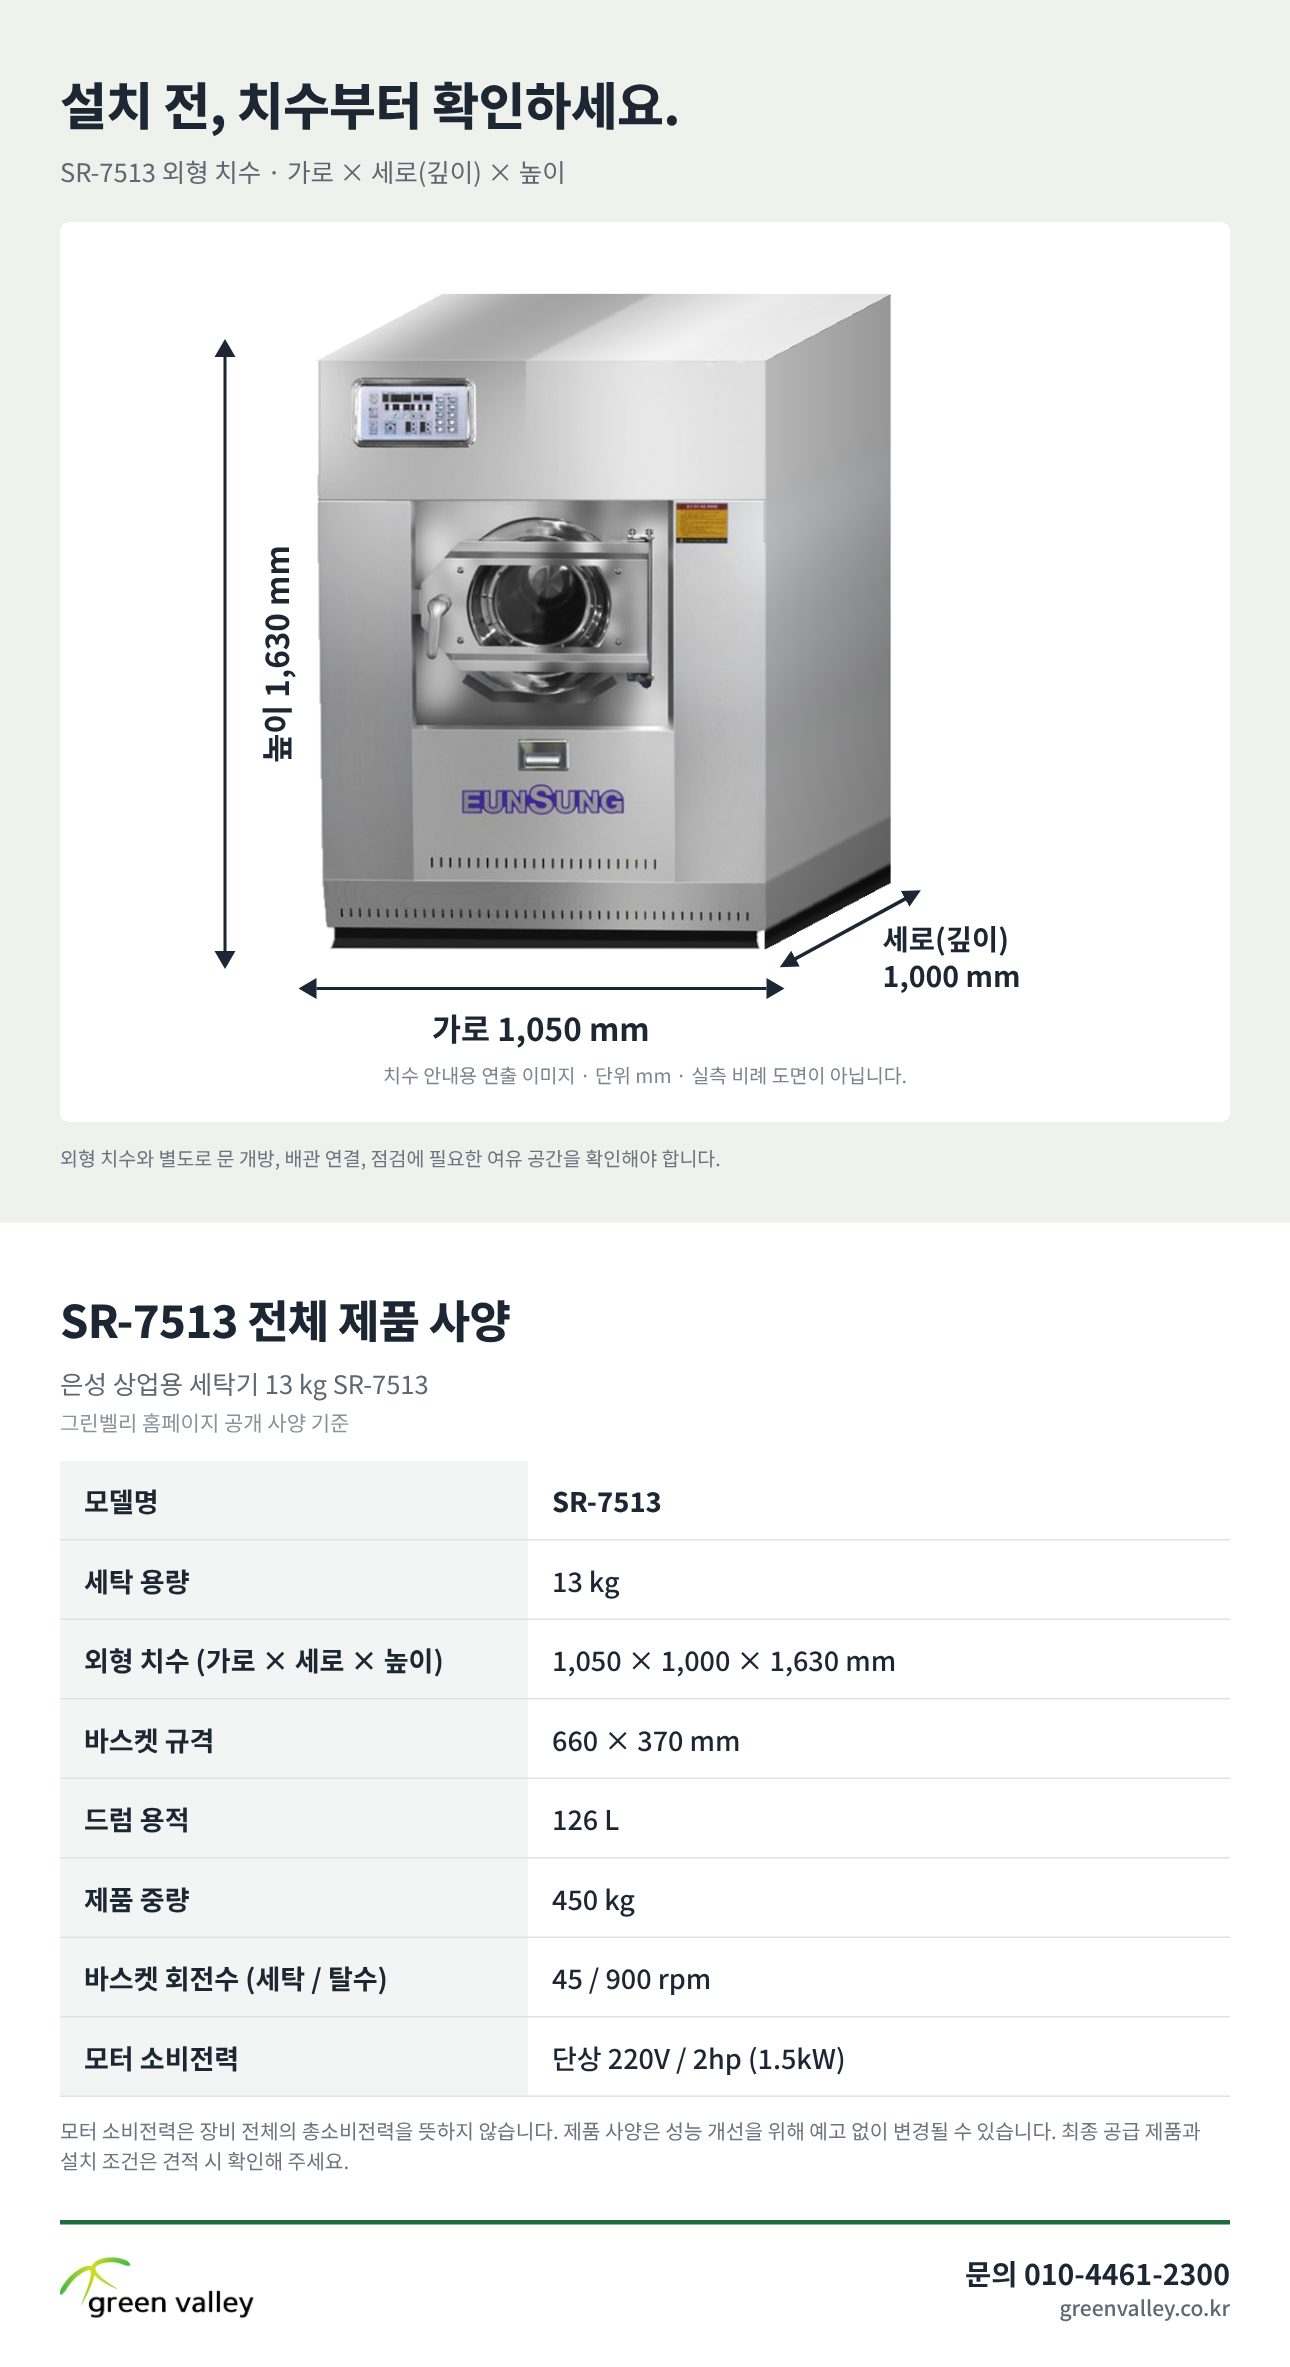 설치 전, 치수부터 확인하세요.
SR-7513 외형 치수 · 가로 × 세로(깊이) × 높이
높이 1,630 mm
EUNSUNG
세로(깊이)
1,000 mm
가로 1,050 mm
치수 안내용 연출 이미지 · 단위 mm · 실측 비례 도면이 아닙니다.
외형 치수와 별도로 문 개방, 배관 연결, 점검에 필요한 여유 공간을 확인해야 합니다.
SR-7513 전체 제품 사양
은성 상업용 세탁기 13 kg SR-7513
그린벨리 홈페이지 공개 사양 기준
모델명 SR-7513
세탁 용량 13 kg
외형 치수 (가로 × 세로 × 높이) 1,050 × 1,000 × 1,630 mm
바스켓 규격 660 × 370 mm
드럼 용적 126 L
제품 중량 450 kg
바스켓 회전수 (세탁 / 탈수) 45 / 900 rpm
모터 소비전력 단상 220V / 2hp (1.5kW)
모터 소비전력은 장비 전체의 총소비전력을 뜻하지 않습니다. 제품 사양은 성능 개선을 위해 예고 없이 변경될 수 있습니다. 최종 공급 제품과
설치 조건은 견적 시 확인해 주세요.
green valley
문의 010-4461-2300
greenvalley.co.kr